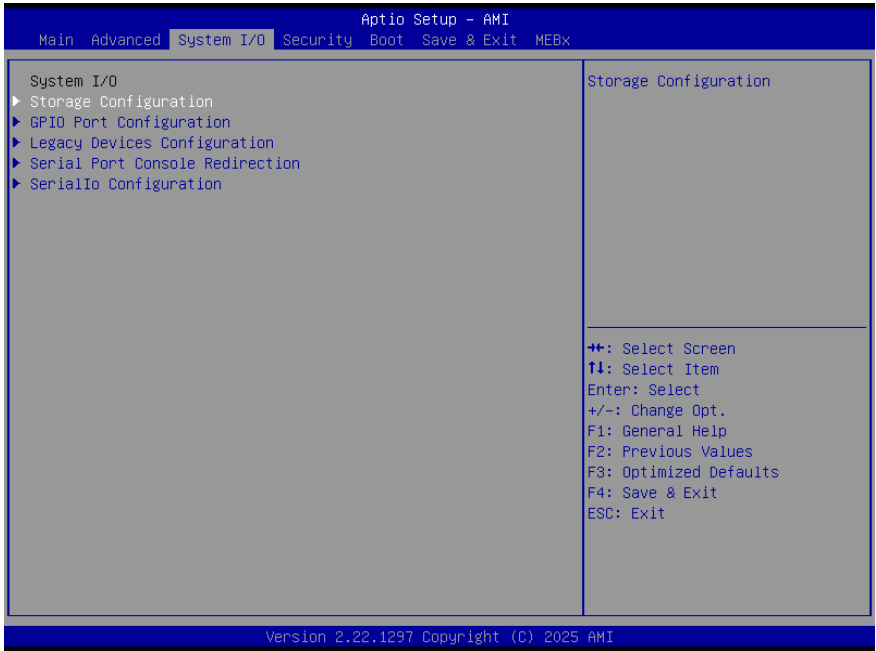 Aptio Setup – AMI
Main Advanced System I/O Security Boot Save & Exit MEBx
System I/O
Storage Configuration
GPIO Port Configuration
Legacy Devices Configuration
Serial Port Console Redirection
SerialIo Configuration
Storage Configuration
→←: Select Screen
↑↓: Select Item
Enter: Select
+/-: Change Opt.
F1: General Help
F2: Previous Values
F3: Optimized Defaults
F4: Save & Exit
ESC: Exit
Version 2.22.1297 Copyright (C) 2025 AMI